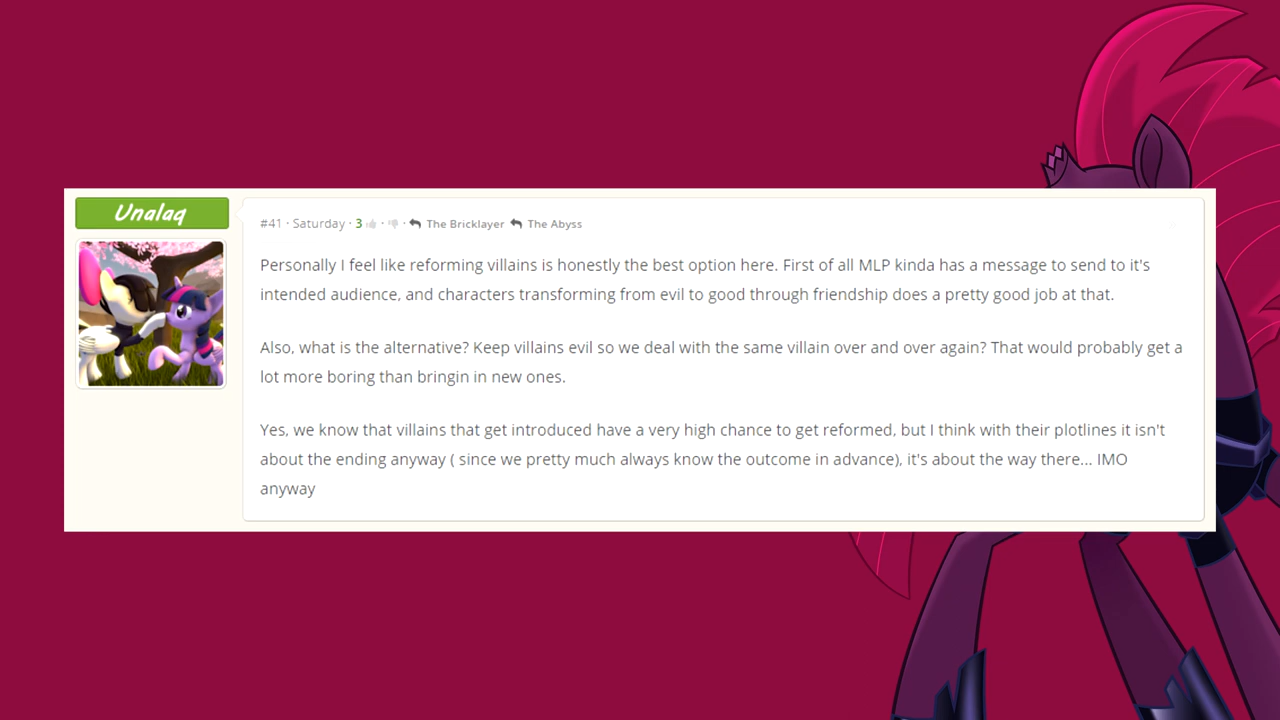 Unalaq
#41 · Saturday · 3 · · The Bricklayer The Abyss
Personally I feel like reforming villains is honestly the best option here. First of all MLP kinda has a message to send to it's
intended audience, and characters transforming from evil to good through friendship does a pretty good job at that.
Also, what is the alternative? Keep villains evil so we deal with the same villain over and over again? That would probably get a
lot more boring than bringin in new ones.
Yes, we know that villains that get introduced have a very high chance to get reformed, but I think with their plotlines it isn't
about the ending anyway ( since we pretty much always know the outcome in advance), it's about the way there... IMO
anyway